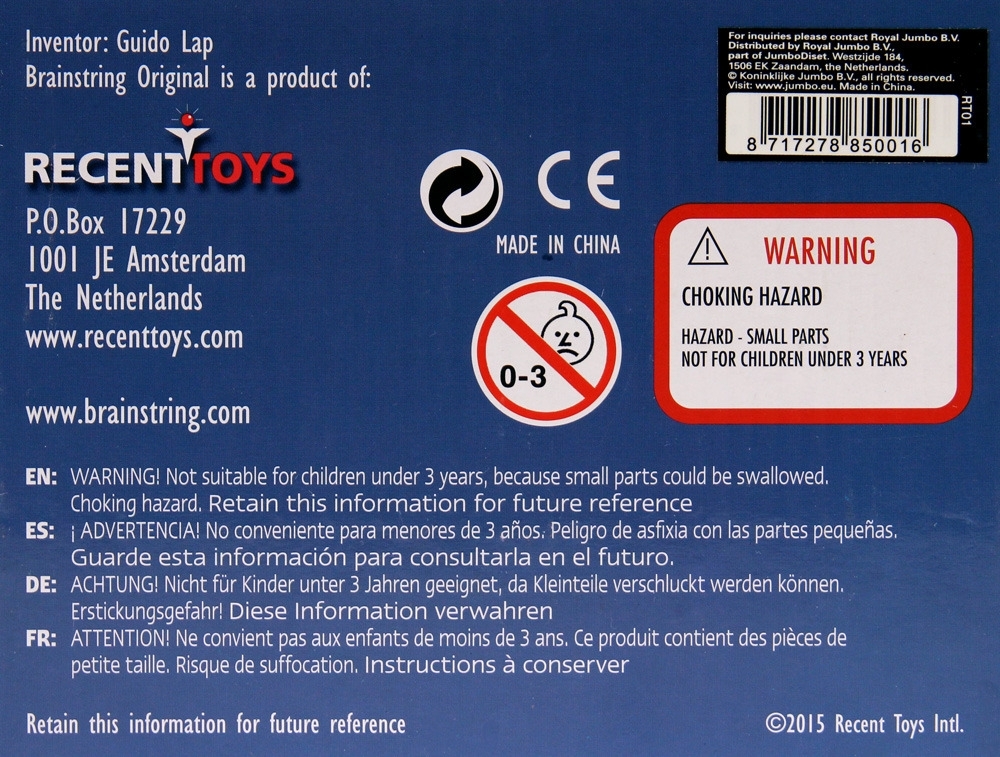 Inventor: Guido Lap
Brainstring Original is a product of:
RECENTTOYS
P.O.Box 17229
1001 JE Amsterdam
The Netherlands
www.recenttoys.com
www.brainstring.com
CE
MADE IN CHINA
0-3
For inquiries please contact Royal Jumbo B.V.
Distributed by Royal Jumbo B.V.,
part of JumboDiset. Westzijde 184,
1506 EK Zaandam, the Netherlands.
© Koninklijke Jumbo B.V., all rights reserved.
Visit: www.jumbo.eu. Made in China.
RT01
8 717278 850016
WARNING
CHOKING HAZARD
HAZARD - SMALL PARTS
NOT FOR CHILDREN UNDER 3 YEARS
EN: WARNING! Not suitable for children under 3 years, because small parts could be swallowed.
Choking hazard. Retain this information for future reference
ES: ¡ ADVERTENCIA! No conveniente para menores de 3 años. Peligro de asfixia con las partes pequeñas.
Guarde esta información para consultarla en el futuro.
DE: ACHTUNG! Nicht für Kinder unter 3 Jahren geeignet, da Kleinteile verschluckt werden können.
Erstickungsgefahr! Diese Information verwahren
FR: ATTENTION! Ne convient pas aux enfants de moins de 3 ans. Ce produit contient des pièces de
petite taille. Risque de suffocation. Instructions à conserver
Retain this information for future reference
©2015 Recent Toys Intl.